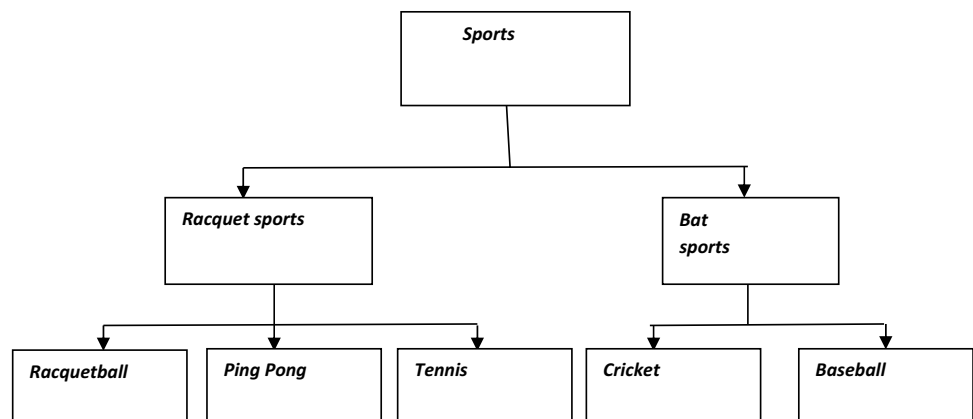 Sports
Racquet sports
Bat
sports
Racquetball
Ping Pong
Tennis
Cricket
Baseball